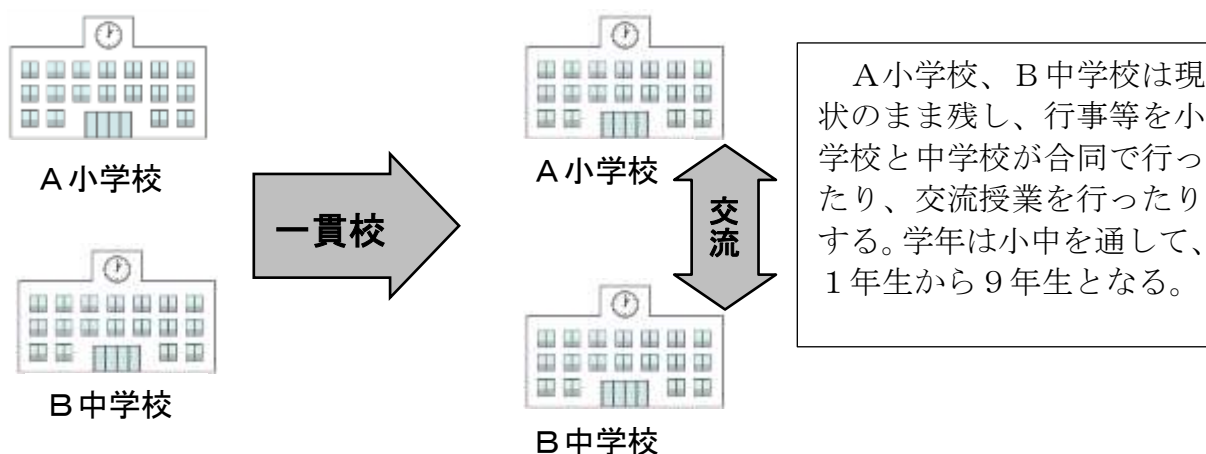 A小学校
B中学校
一貫校
A小学校
交流
B中学校
　A小学校、B中学校は現
状のまま残し、行事等を小
学校と中学校が合同で行っ
たり、交流授業を行ったり
する。学年は小中を通して、
１年生から９年生となる。